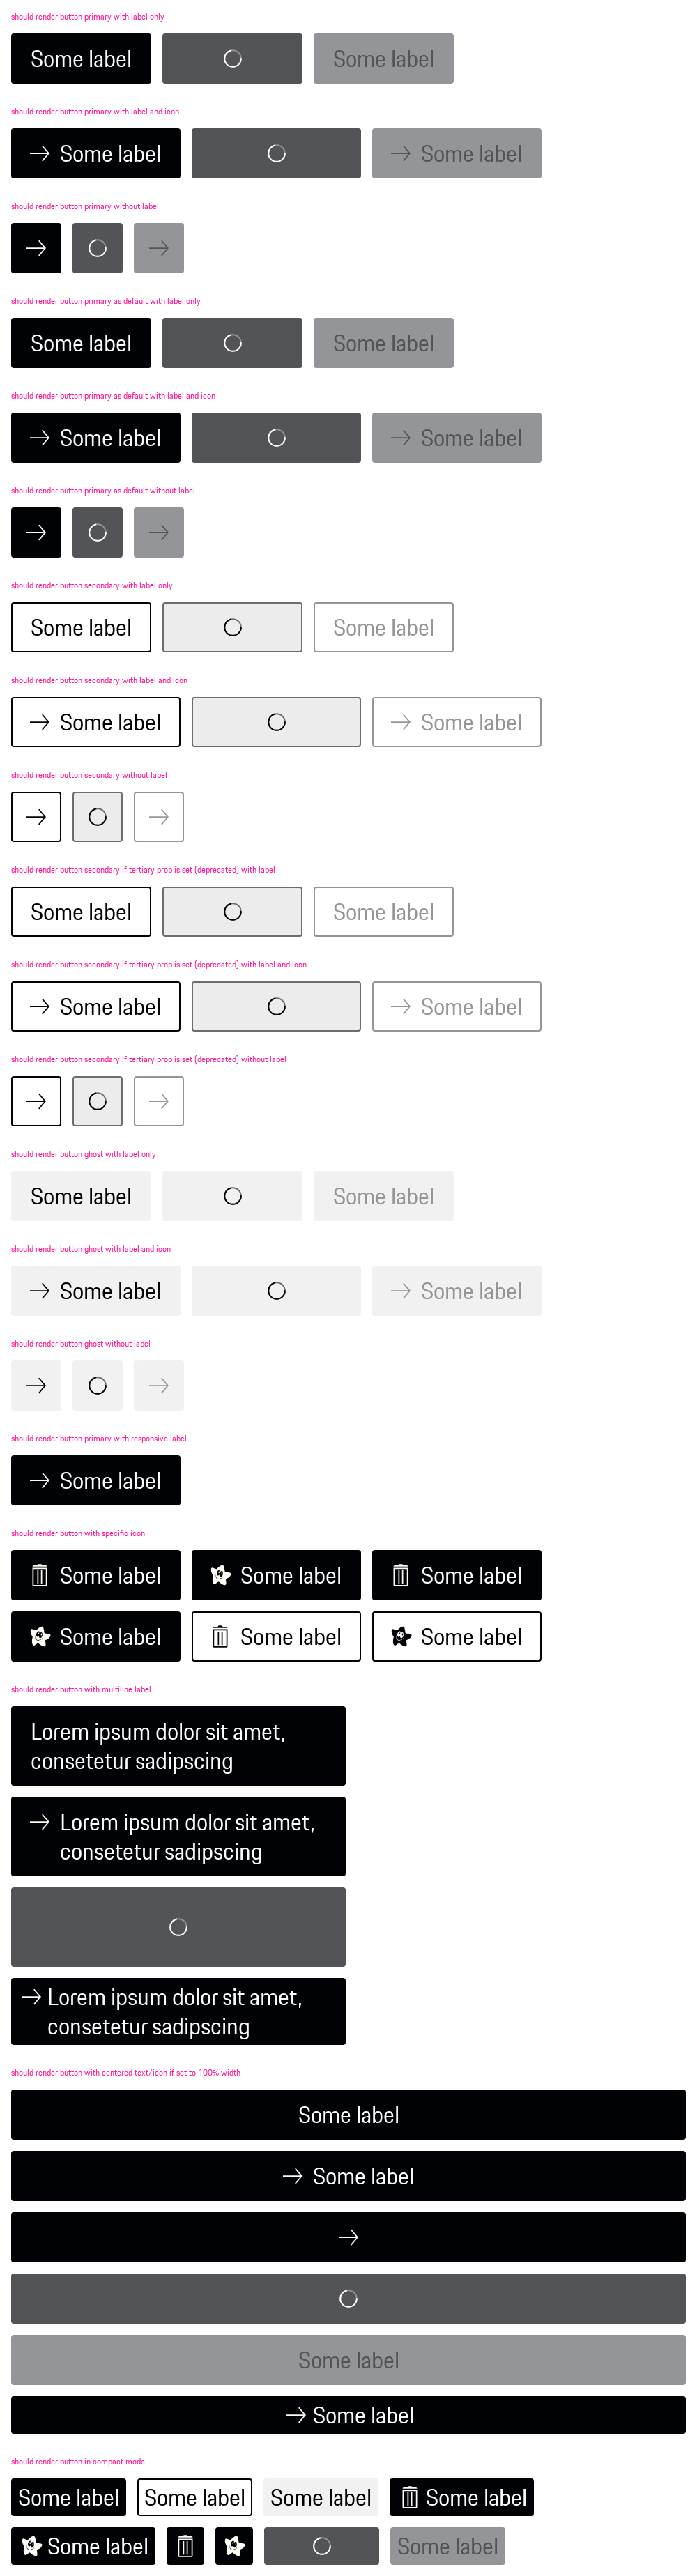 should render button primary with label only
Some label Some label
should render button primary with label and icon
Some label Some label
should render button primary without label
should render button primary as default with label only
Some label Some label
should render button primary as default with label and icon
Some label Some label
should render button primary as default without label
should render button secondary with label only
Some label Some label
should render button secondary with label and icon
Some label Some label
should render button secondary without label
should render button secondary if tertiary prop is set (deprecated) with label
Some label Some label
should render button secondary if tertiary prop is set (deprecated) with label and icon
Some label Some label
should render button secondary if tertiary prop is set (deprecated) without label
should render button ghost with label only
Some label Some label
should render button ghost with label and icon
Some label Some label
should render button ghost without label
should render button primary with responsive label
Some label
should render button with specific icon
Some label Some label Some label
Some label Some label Some label
should render button with multiline label
Lorem ipsum dolor sit amet,
consetetur sadipscing
Lorem ipsum dolor sit amet,
consetetur sadipscing
Lorem ipsum dolor sit amet,
consetetur sadipscing
should render button with centered text/icon if set to 100% width
Some label
Some label
Some label
Some label
should render button in compact mode
Some label Some label Some label Some label
Some label Some label